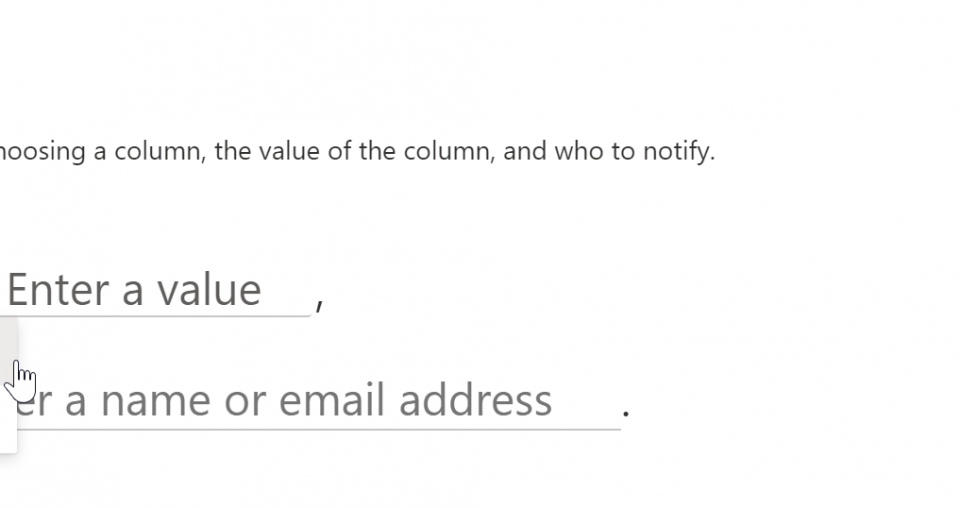 hoosing a column, the value of the column, and who to notify.
Enter a value ,
er a name or email address .